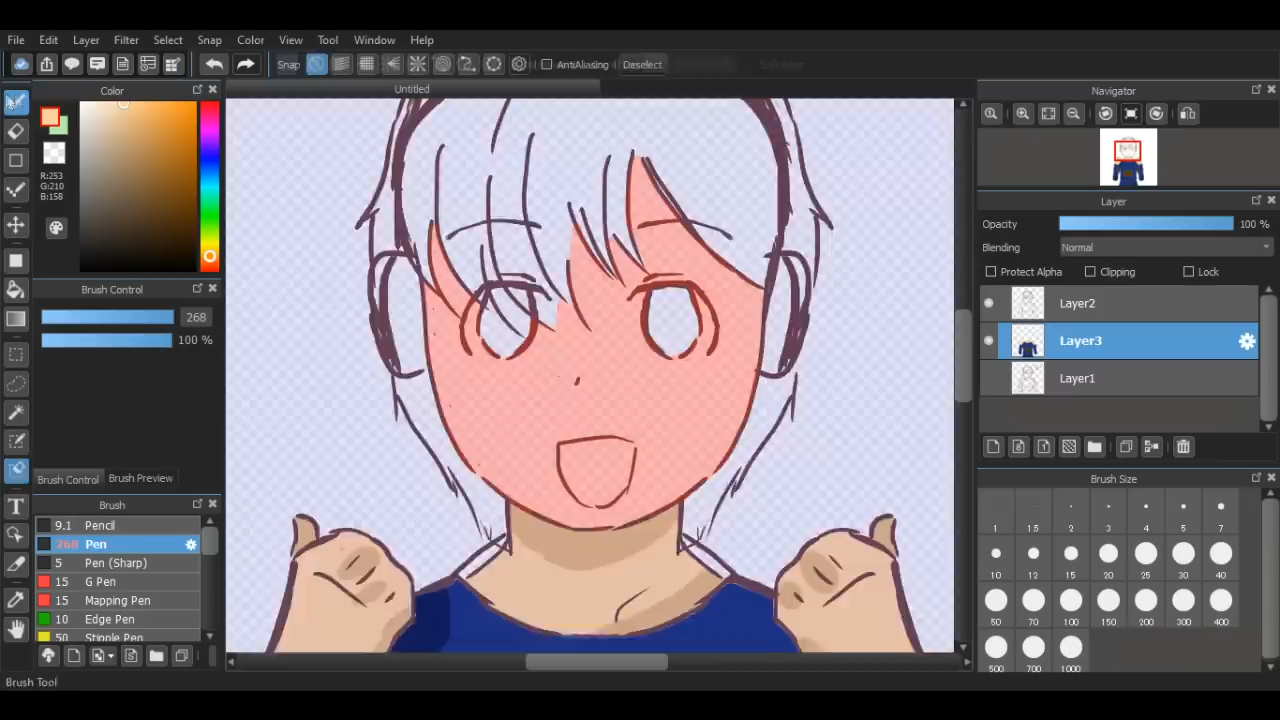 File Edit Layer Filter Select Snap Color View Tool Window Help
Snap AntiAliasing Deselect Soft Edge
Color Untitled Navigator
R:253
G:210
B:158
Layer
Opacity 100 %
Blending Normal
Protect Alpha Clipping Lock
Brush Control
268
100 %
Layer2
Layer3
Layer1
Brush Control Brush Preview
Brush
9.1 Pencil
268 Pen
5 Pen (Sharp)
15 G Pen
15 Mapping Pen
10 Edge Pen
50 Stipple Pen
Brush Size
1 1.5 2 3 4 5 7
10 12 15 20 25 30 40
50 70 100 150 200 300 400
500 700 1000
T
Brush Tool